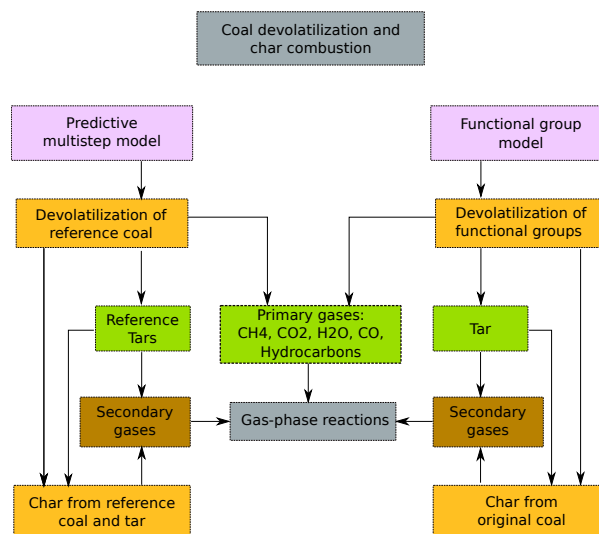 Coal devolatilization and
char combustion
Predictive
multistep model
Functional group
model
Devolatilization of
reference coal
Devolatilization of
functional groups
Reference
Tars
Primary gases:
CH4, CO2, H2O, CO,
Hydrocarbons
Tar
Secondary
gases
Gas-phase reactions
Secondary
gases
Char from reference
coal and tar
Char from
original coal